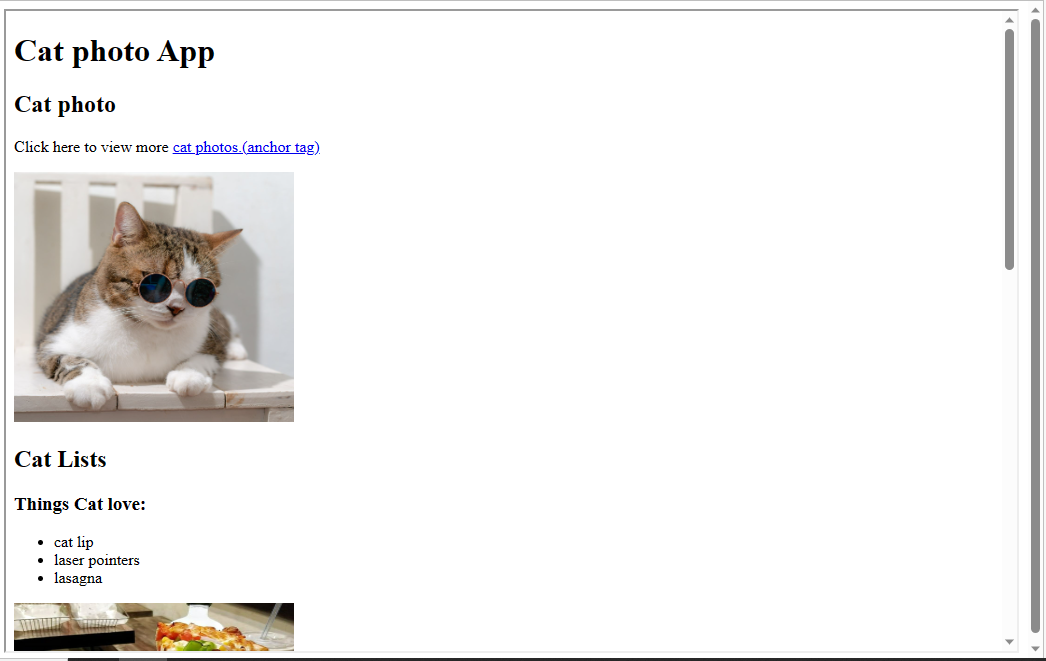 Cat photo App
Cat photo
Click here to view more cat photos.(anchor tag)
Cat Lists
Things Cat love:
cat lip
laser pointers
lasagna